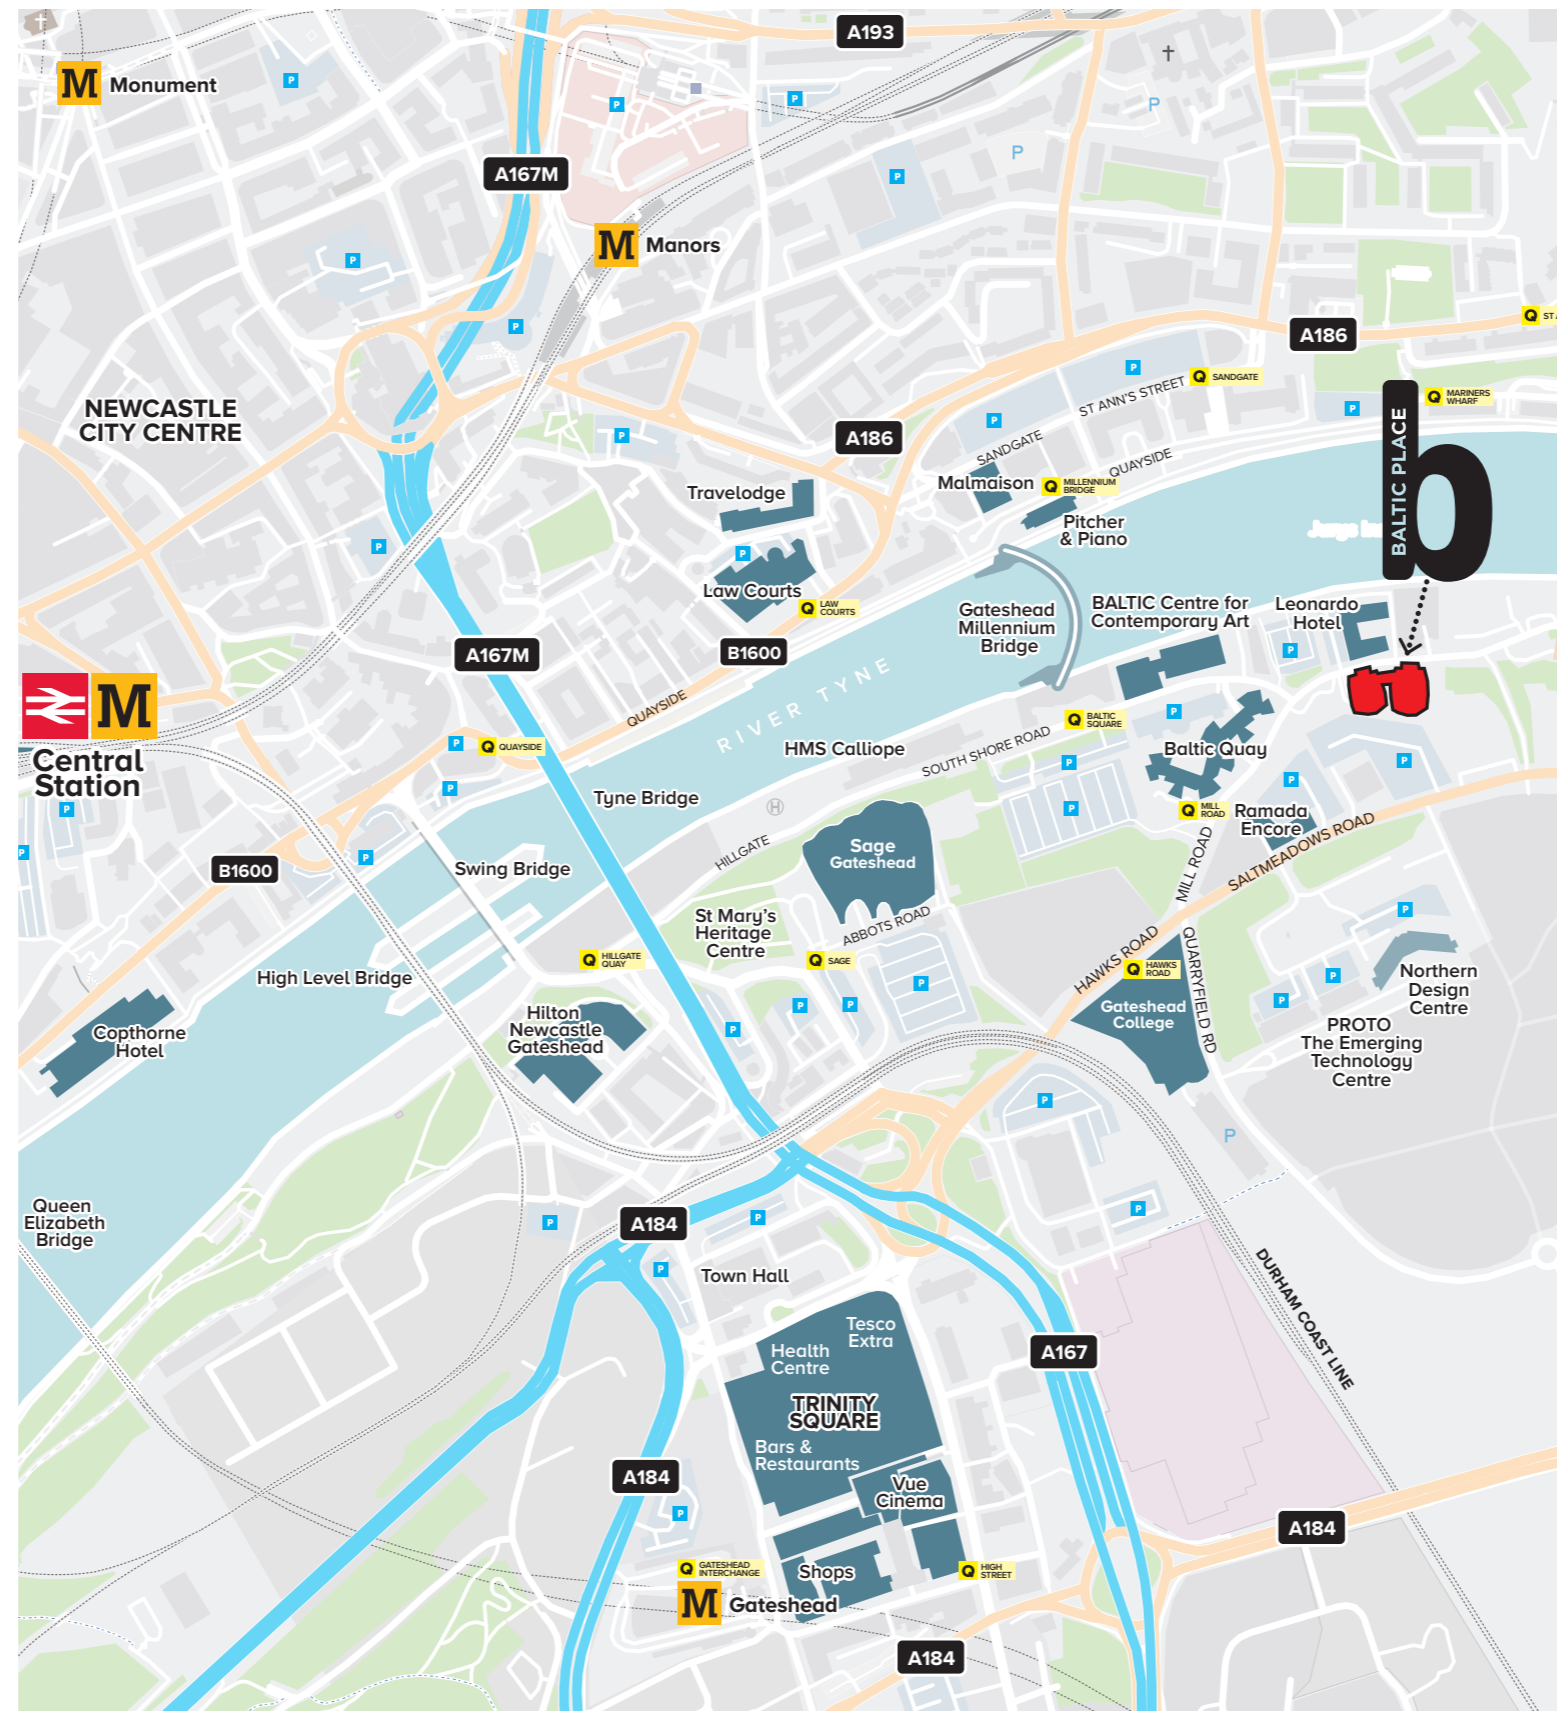 A193
M Monument
P
P
P
P
P
A167M
P
M Manors
P
P
A186
Q ST A
P
Q SANDGATE
ST ANN'S STREET
Q MARINERS
WHARF
NEWCASTLE
CITY CENTRE
P
P
P
A186
SANDGATE
QUAYSIDE
BALTIC PLACE
b
Malmaison
Q MILLENNIUM
BRIDGE
Travelodge
Pitcher
& Piano
P
P
Law Courts
Q LAW
COURTS
Gateshead
Millennium
Bridge
BALTIC Centre for
Contemporary Art
Leonardo
Hotel
A167M
B1600
P
QUAYSIDE
RIVER TYNE
M
Central
Station
P
Q QUAYSIDE
HMS Calliope
SOUTH SHORE ROAD
Q BALTIC
SQUARE
P
Baltic Quay
P
P
P
P
P
P
Tyne Bridge
H
P
Q MILL
ROAD
Ramada
Encore
SALTMEADOWS ROAD
P
P
B1600
Swing Bridge
HILLGATE
Sage
Gateshead
MILL ROAD
St Mary's
Heritage
Centre
ABBOTS ROAD
P
HAWKS ROAD
QUARRYFIELD RD
Q HILLGATE
QUAY
Q SAGE
Q HAWKS
ROAD
High Level Bridge
P
P
P
P
P
P
Northern
Design
Centre
Copthorne
Hotel
Hilton
Newcastle
Gateshead
Gateshead
College
PROTO
The Emerging
Technology
Centre
P
P
Queen
Elizabeth
Bridge
P
A184
P
P
DURHAM COAST LINE
P
Town Hall
Tesco
Extra
Health
Centre
A167
TRINITY
SQUARE
Bars &
Restaurants
A184
Vue
Cinema
P
A184
Q GATESHEAD
INTERCHANGE
Shops
Q HIGH
STREET
M Gateshead
A184